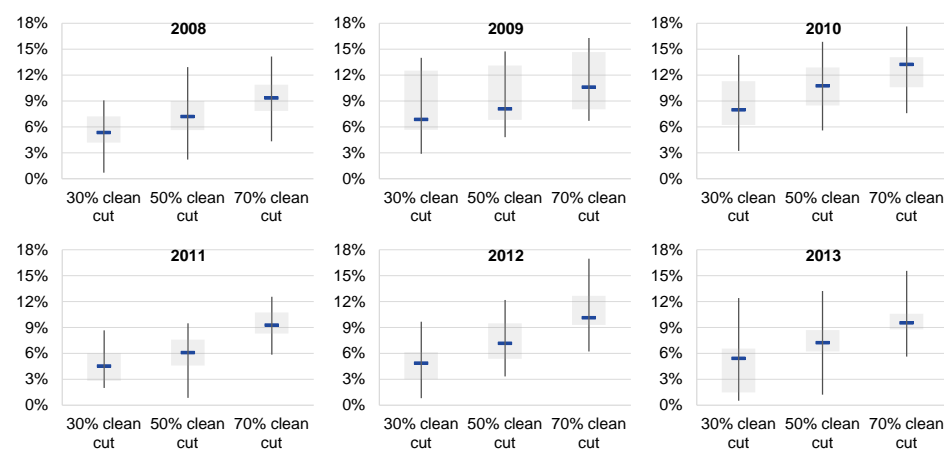 2008
18%
15%
12%
9%
6%
3%
0%
30% clean cut
50% clean cut
70% clean cut
2009
18%
15%
12%
9%
6%
3%
0%
30% clean cut
50% clean cut
70% clean cut
2010
18%
15%
12%
9%
6%
3%
0%
30% clean cut
50% clean cut
70% clean cut
2011
18%
15%
12%
9%
6%
3%
0%
30% clean cut
50% clean cut
70% clean cut
2012
18%
15%
12%
9%
6%
3%
0%
30% clean cut
50% clean cut
70% clean cut
2013
18%
15%
12%
9%
6%
3%
0%
30% clean cut
50% clean cut
70% clean cut